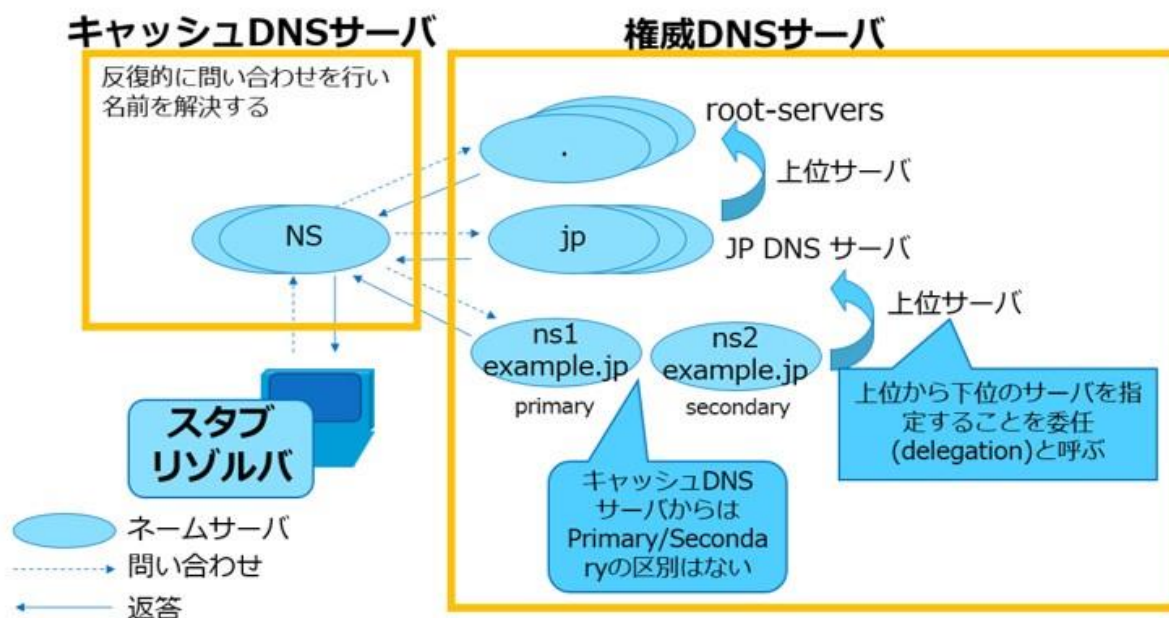 キャッシュDNSサーバ
反復的に問い合わせを行い
名前を解決する
NS
スタブ
リゾルバ
ネームサーバ
問い合わせ
返答
権威DNSサーバ
.
root-servers
上位サーバ
jp
JP DNS サーバ
上位サーバ
ns1
example.jp
primary
ns2
example.jp
secondary
上位から下位のサーバを指
定することを委任
(delegation)と呼ぶ
キャッシュDNS
サーバからは
Primary/Seconda
ryの区別はない